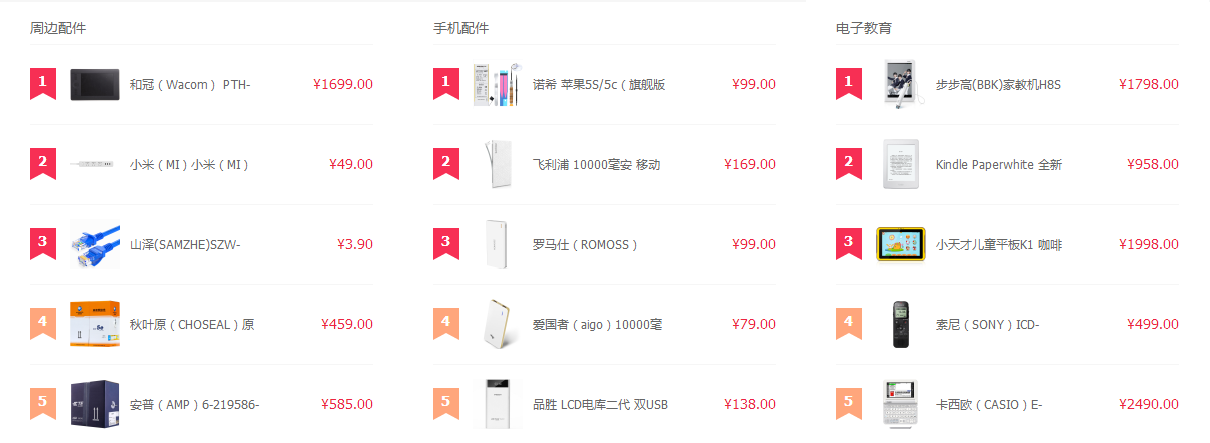 周边配件
1
和冠（Wacom） PTH-
¥1699.00
2
小米（MI）小米（MI）
¥49.00
3
山泽(SAMZHE)SZW-
¥3.90
4
秋叶原（CHOSEAL）原
¥459.00
5
安普（AMP）6-219586-
¥585.00
手机配件
1
诺希 苹果5S/5c（旗舰版
¥99.00
2
飞利浦 10000毫安 移动
¥169.00
3
罗马仕（ROMOSS）
¥99.00
4
爱国者（aigo）10000毫
¥79.00
5
品胜 LCD电库二代 双USB
¥138.00
电子教育
1
步步高(BBK)家教机H8S
¥1798.00
2
Kindle Paperwhite 全新
¥958.00
3
小天才儿童平板K1 咖啡
¥1998.00
4
索尼（SONY）ICD-
¥499.00
5
卡西欧（CASIO）E-
¥2490.00